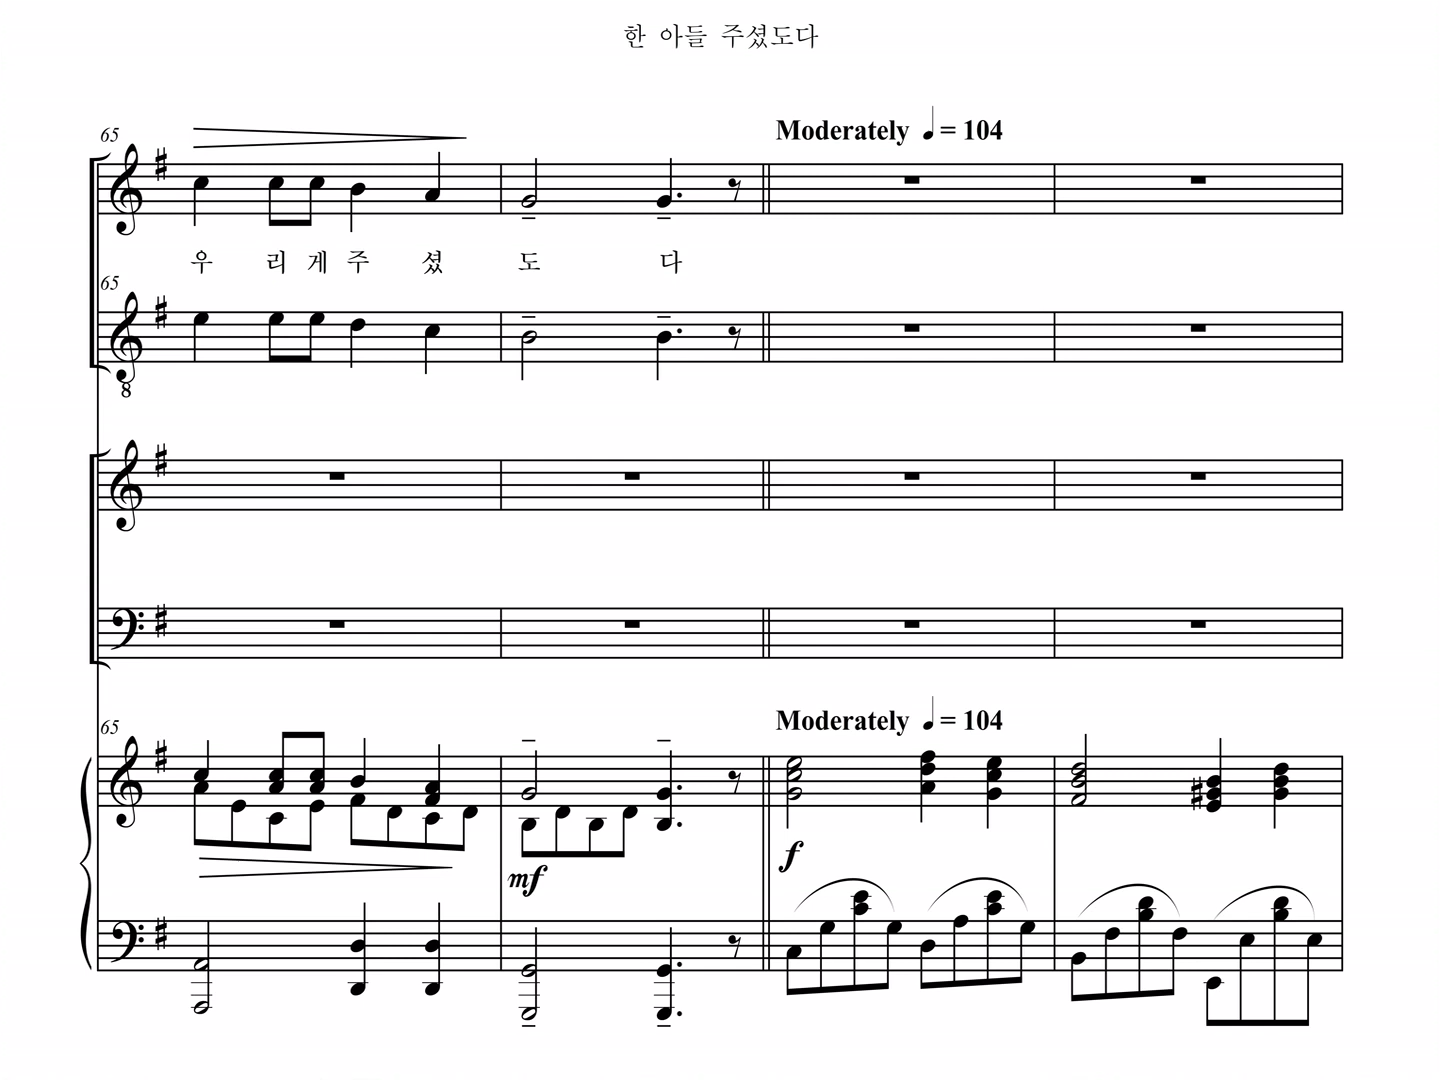 한 아들 주셨도다
65
Moderately ♩= 104
우 리 게 주 셨 도 다
65
8
65
Moderately ♩= 104
mf
f